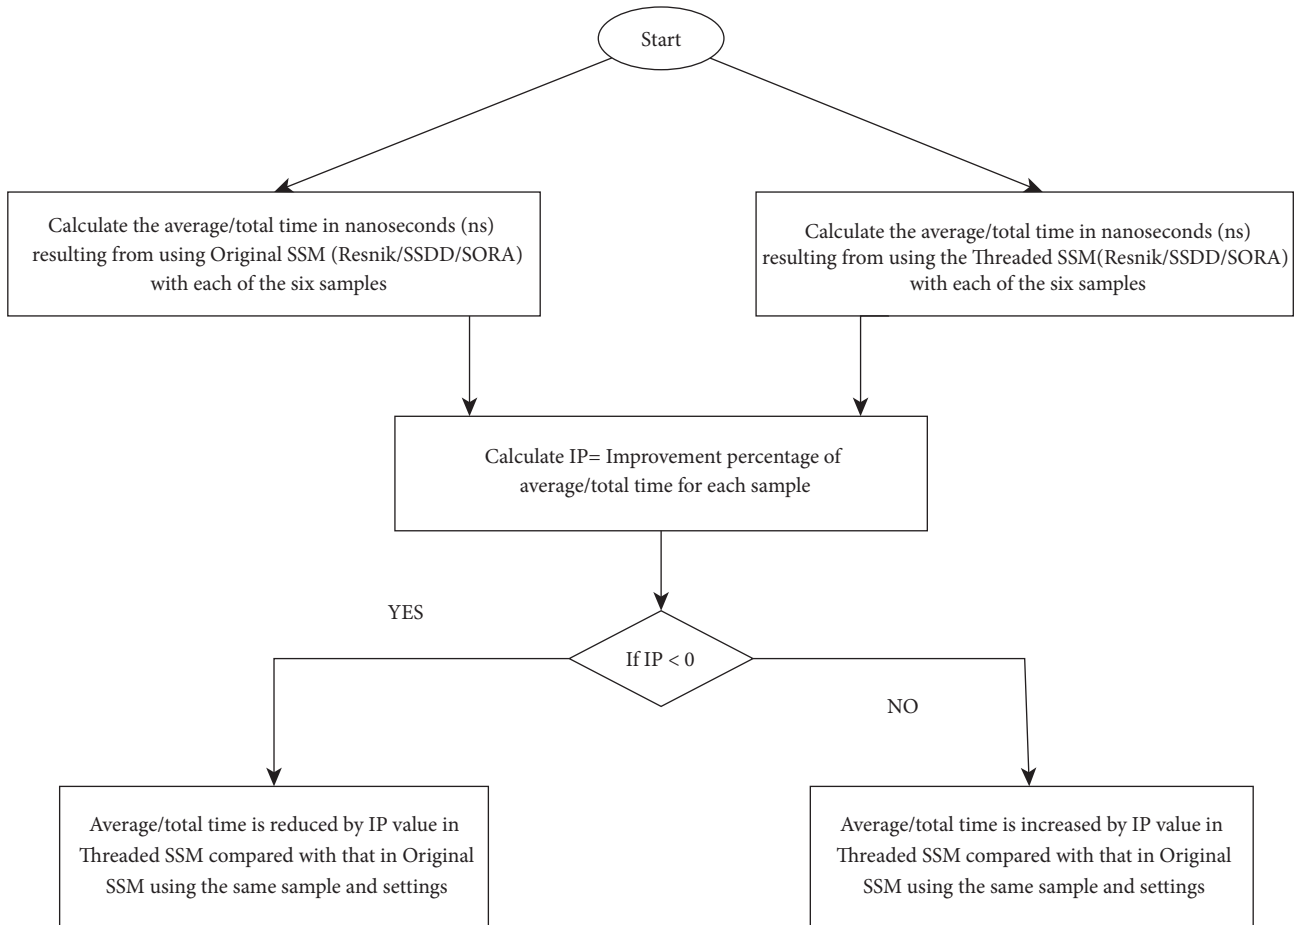 Start
Calculate the average/total time in nanoseconds (ns)
resulting from using Original SSM (Resnik/SSDD/SORA)
with each of the six samples
Calculate the average/total time in nanoseconds (ns)
resulting from using the Threaded SSM(Resnik/SSDD/SORA)
with each of the six samples
Calculate IP= Improvement percentage of
average/total time for each sample
If IP < 0
YES
NO
Average/total time is reduced by IP value in
Threaded SSM compared with that in Original
SSM using the same sample and settings
Average/total time is increased by IP value in
Threaded SSM compared with that in Original
SSM using the same sample and settings